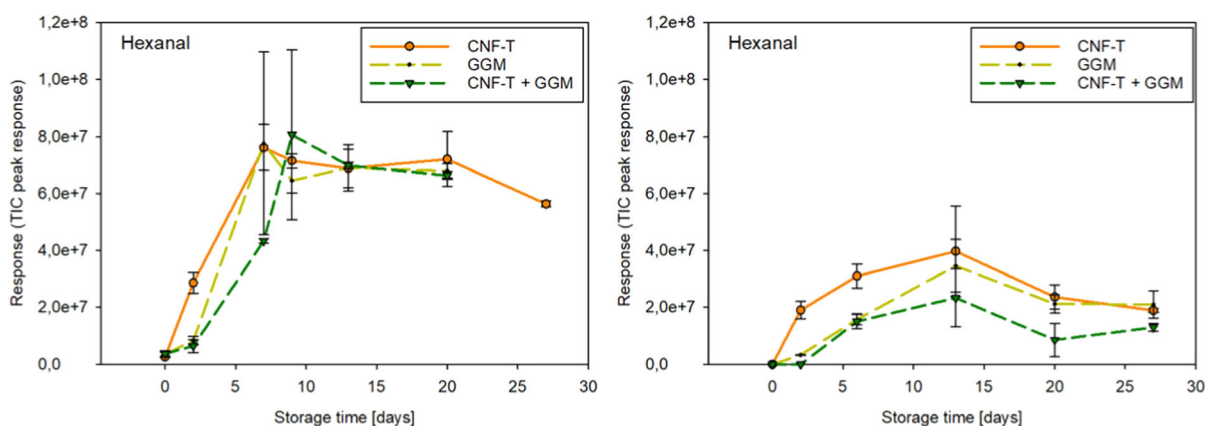 Hexanal
CNF-T
GGM
CNF-T + GGM
Response (TIC peak response)
1,2e+8
1,0e+8
8,0e+7
6,0e+7
4,0e+7
2,0e+7
0,0
0 5 10 15 20 25 30
Storage time [days]
Hexanal
CNF-T
GGM
CNF-T + GGM
Response (TIC peak response)
1,2e+8
1,0e+8
8,0e+7
6,0e+7
4,0e+7
2,0e+7
0,0
0 5 10 15 20 25 30
Storage time [days]